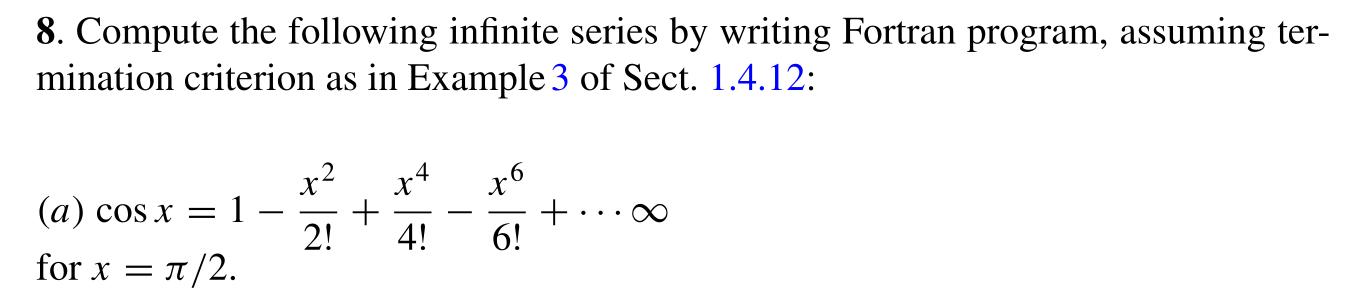 8. Compute the following infinite series by writing Fortran program, assuming ter-
mination criterion as in Example 3 of Sect. 1.4.12:
(a) cos x = 1 − x²/2! + x⁴/4! − x⁶/6! + ··· ∞
for x = π/2.